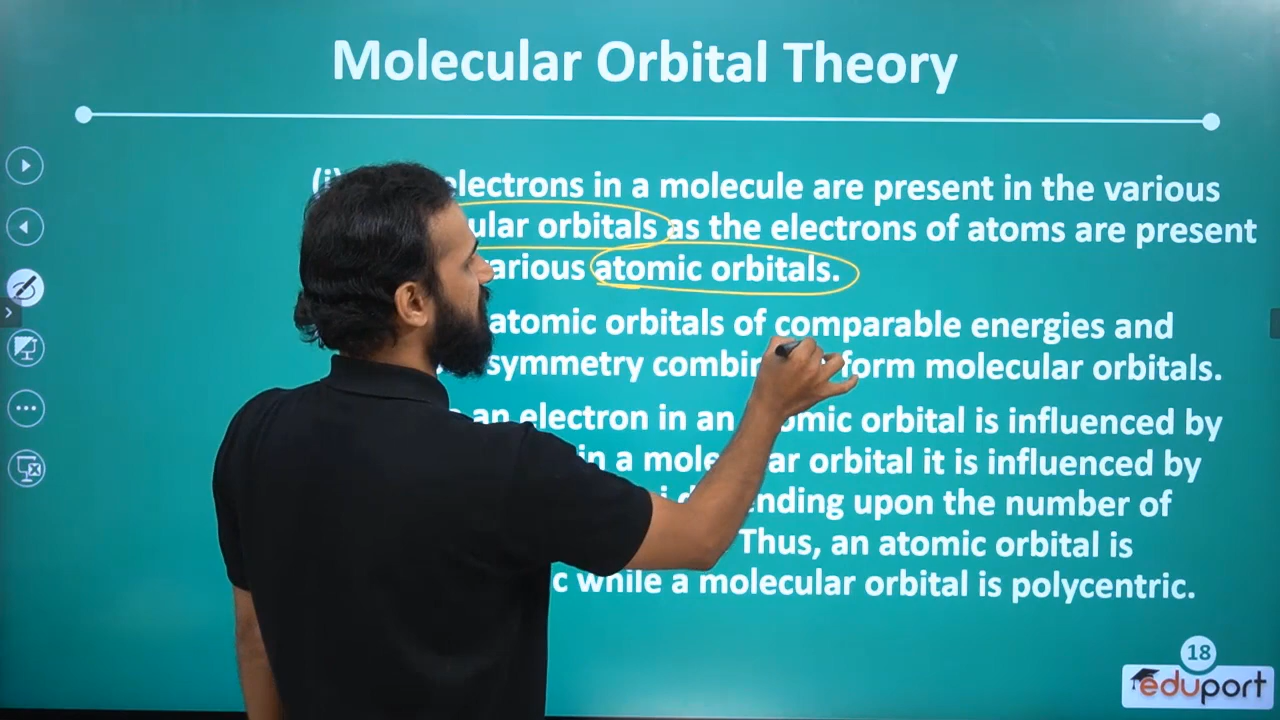 Molecular Orbital Theory
(i) electrons in a molecule are present in the various
ular orbitals as the electrons of atoms are present
arious atomic orbitals.
atomic orbitals of comparable energies and
symmetry combin form molecular orbitals.
an electron in an omic orbital is influenced by
in a mole ar orbital it is influenced by
i d ending upon the number of
Thus, an atomic orbital is
c while a molecular orbital is polycentric.
18
eduport